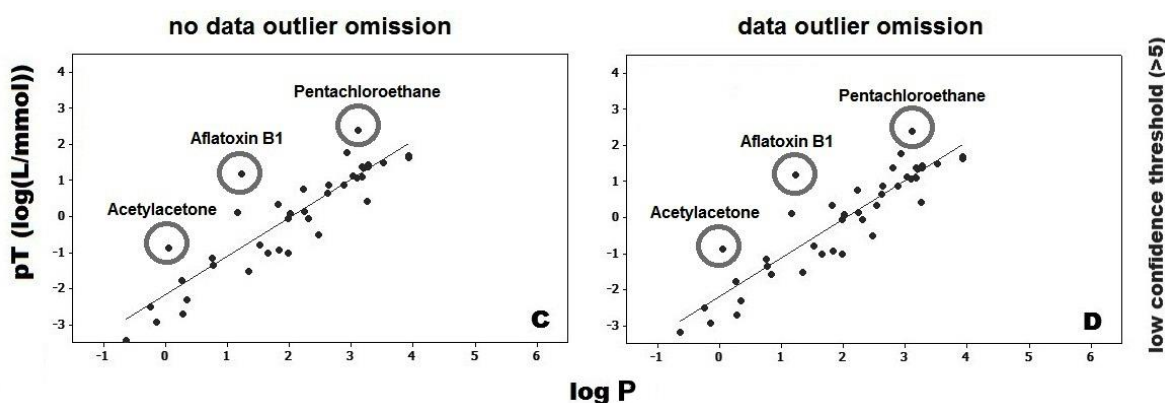 no data outlier omission
data outlier omission
pT (log(L/mmol))
4
3
2
1
0
-1
-2
-3
Pentachloroethane
Aflatoxin B1
Acetylacetone
C
-1 0 1 2 3 4 5 6
4
3
2
1
0
-1
-2
-3
Pentachloroethane
Aflatoxin B1
Acetylacetone
D
-1 0 1 2 3 4 5 6
low confidence threshold (>5)
log P